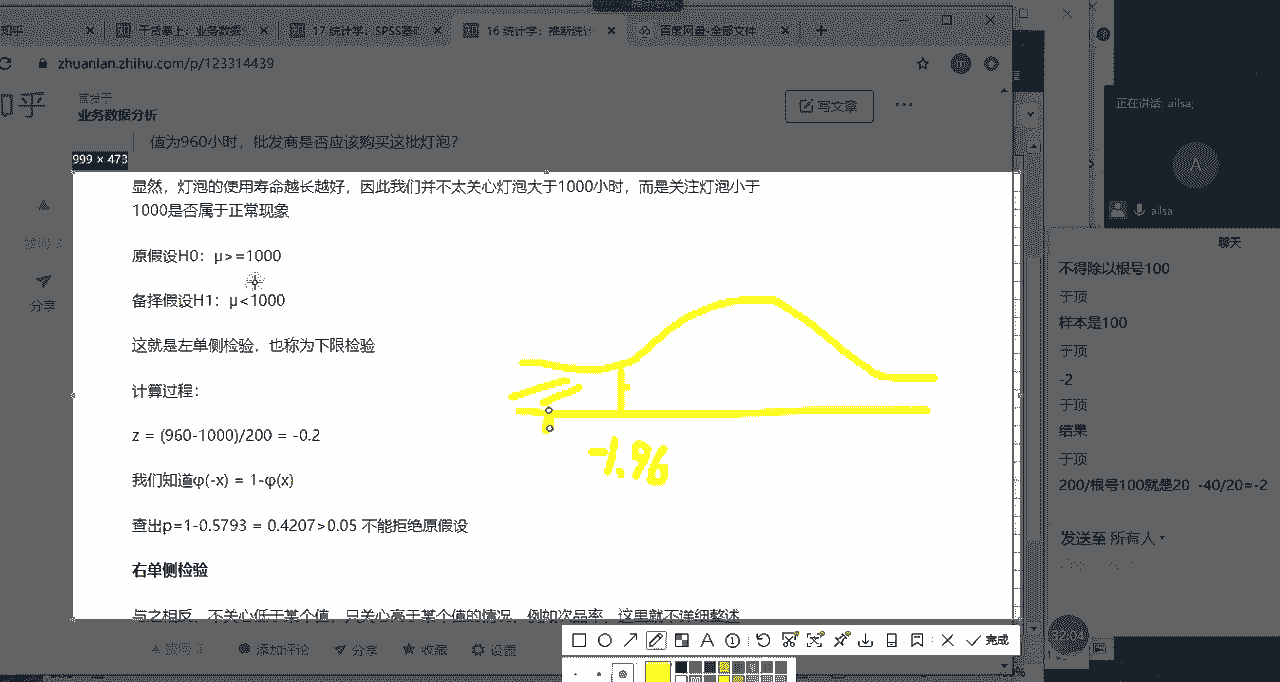 知乎
干货基上，业务数据
17 统计学：SPSS基础
16 统计学：推断统计
百度网盘-全部文件
zhuanlan.zhihu.com/p/123314439
业务数据分析
写文章
值为960小时，批发商是否应该购买这批灯泡？
999 × 473
显然，灯泡的使用寿命越长越好，因此我们并不太关心灯泡大于1000小时，而是关注灯泡小于
1000是否属于正常现象
原假设H0：μ>=1000
备择假设H1：μ<1000
这就是左单侧检验，也称为下限检验
计算过程：
z = (960-1000)/200 = -0.2
我们知道φ(-x) = 1-φ(x)
查出p=1-0.5793 = 0.4207>0.05 不能拒绝原假设
右单侧检验
与之相反，不关心低于某个值，只关心高于某个值的情况，例如次品率，这里就不详细整述
-1.96
分享
添加评论
分享
收藏
设置
完成
正在讲话: ailsa;
A
ailsa
聊天
不得除以根号100
于顶
样本是100
于顶
-2
于顶
结果
于顶
200/根号100就是20 -40/20=-2
发送至 所有人
32:04